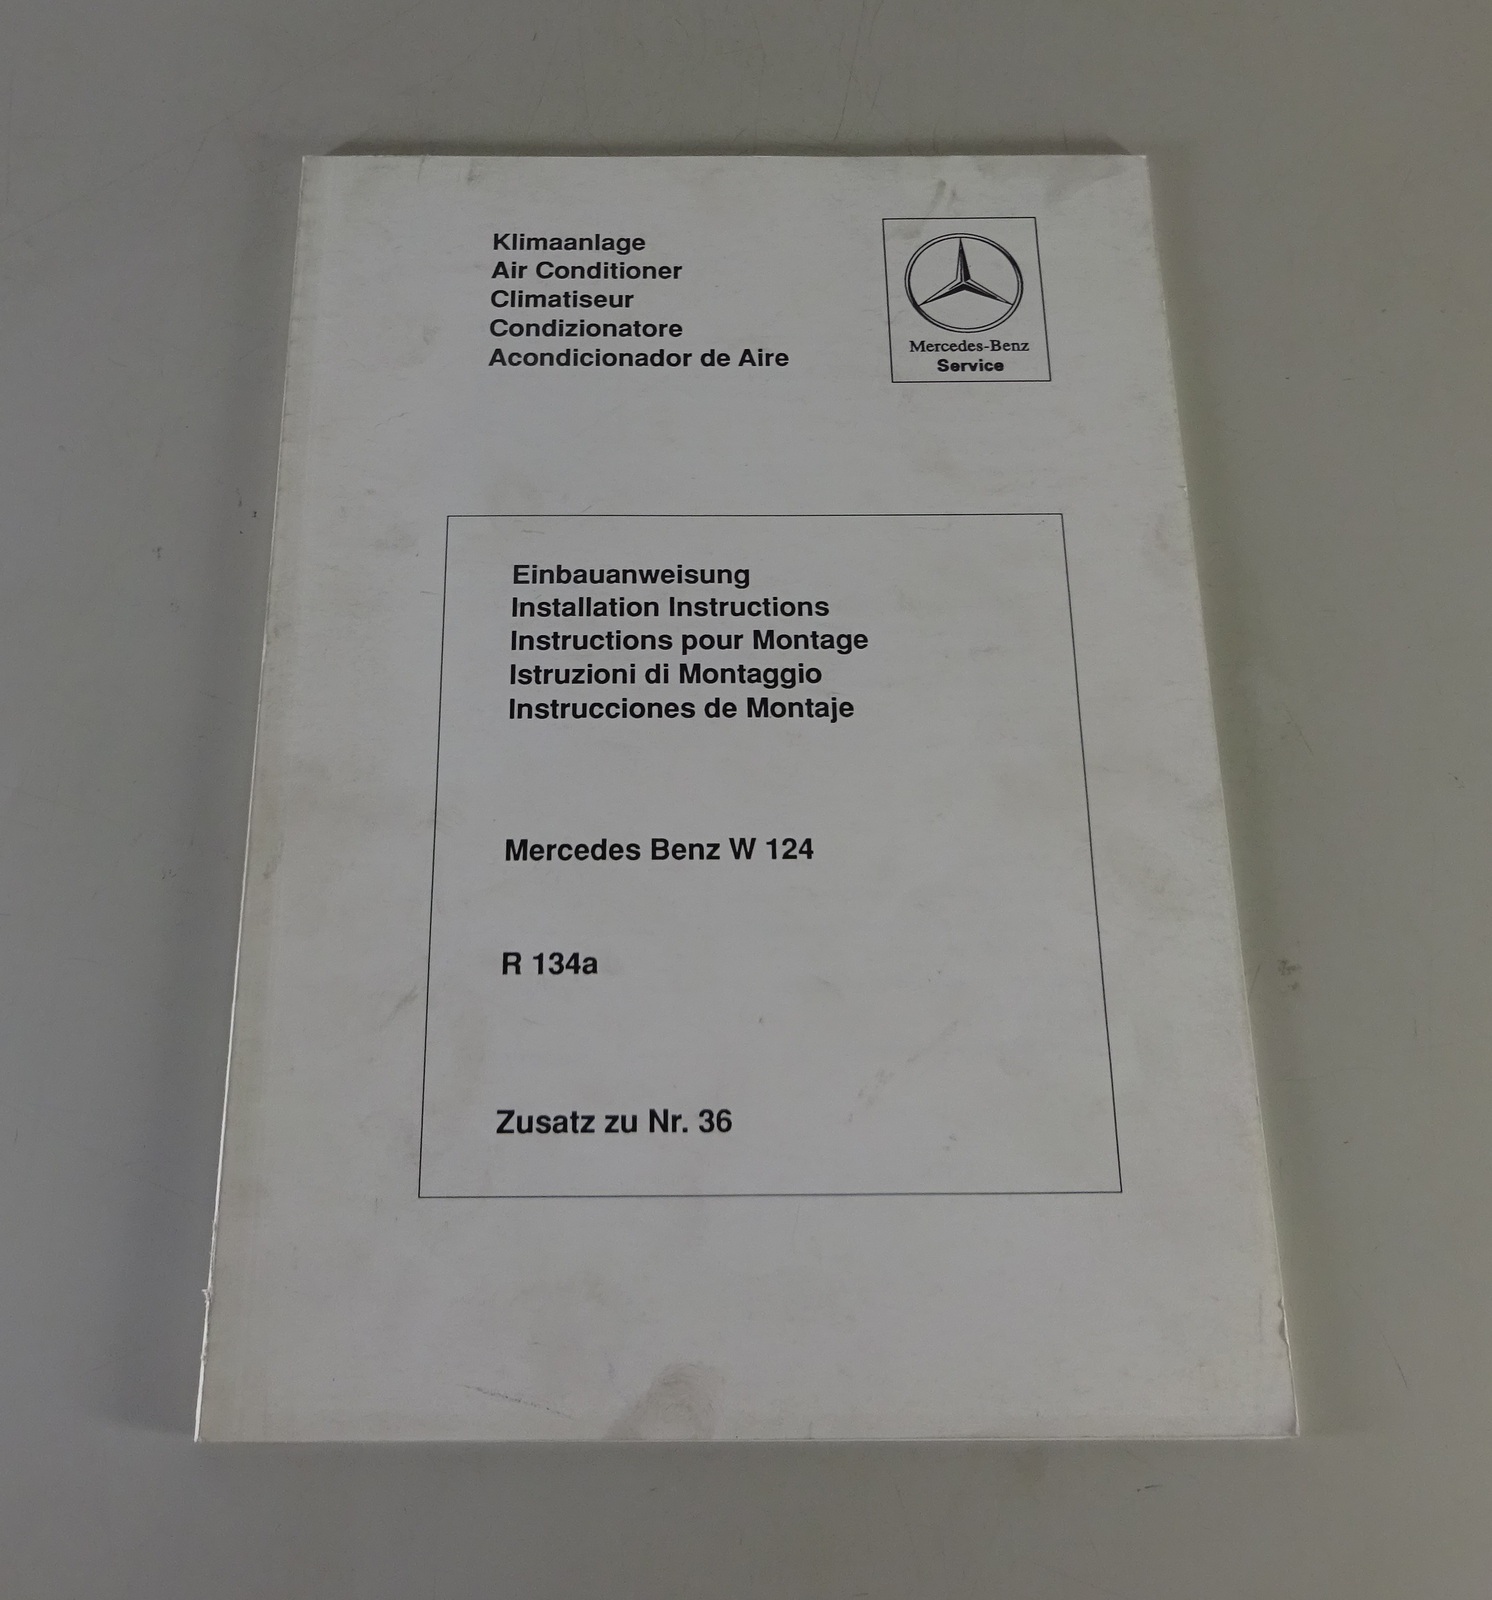 Klimaanlage
Air Conditioner
Climatiseur
Condizionatore
Acondicionador de Aire
Mercedes-Benz
Service
Einbauanweisung
Installation Instructions
Instructions pour Montage
Istruzioni di Montaggio
Instrucciones de Montaje
Mercedes Benz W 124
R 134a
Zusatz zu Nr. 36